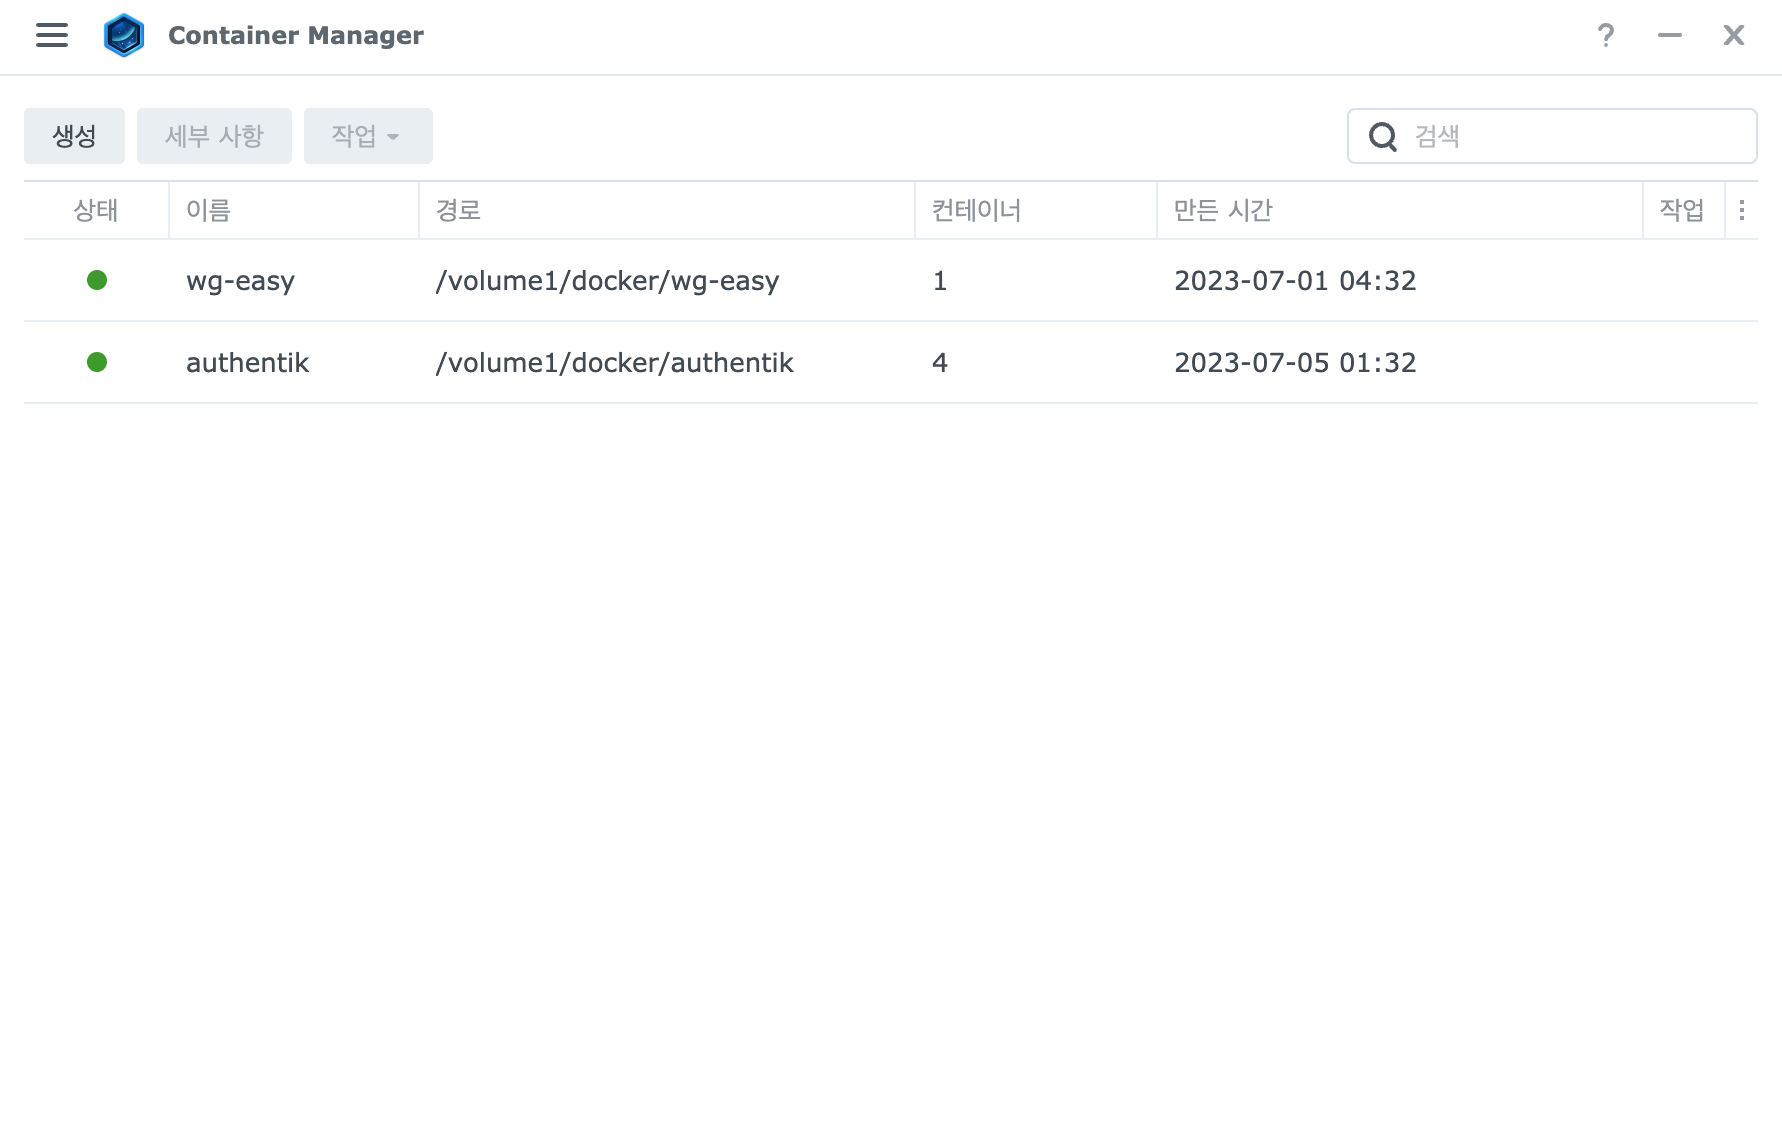 Container Manager
생성 세부 사항 작업 검색
상태 이름 경로 컨테이너 만든 시간 작업
wg-easy /volume1/docker/wg-easy 1 2023-07-01 04:32
authentik /volume1/docker/authentik 4 2023-07-05 01:32